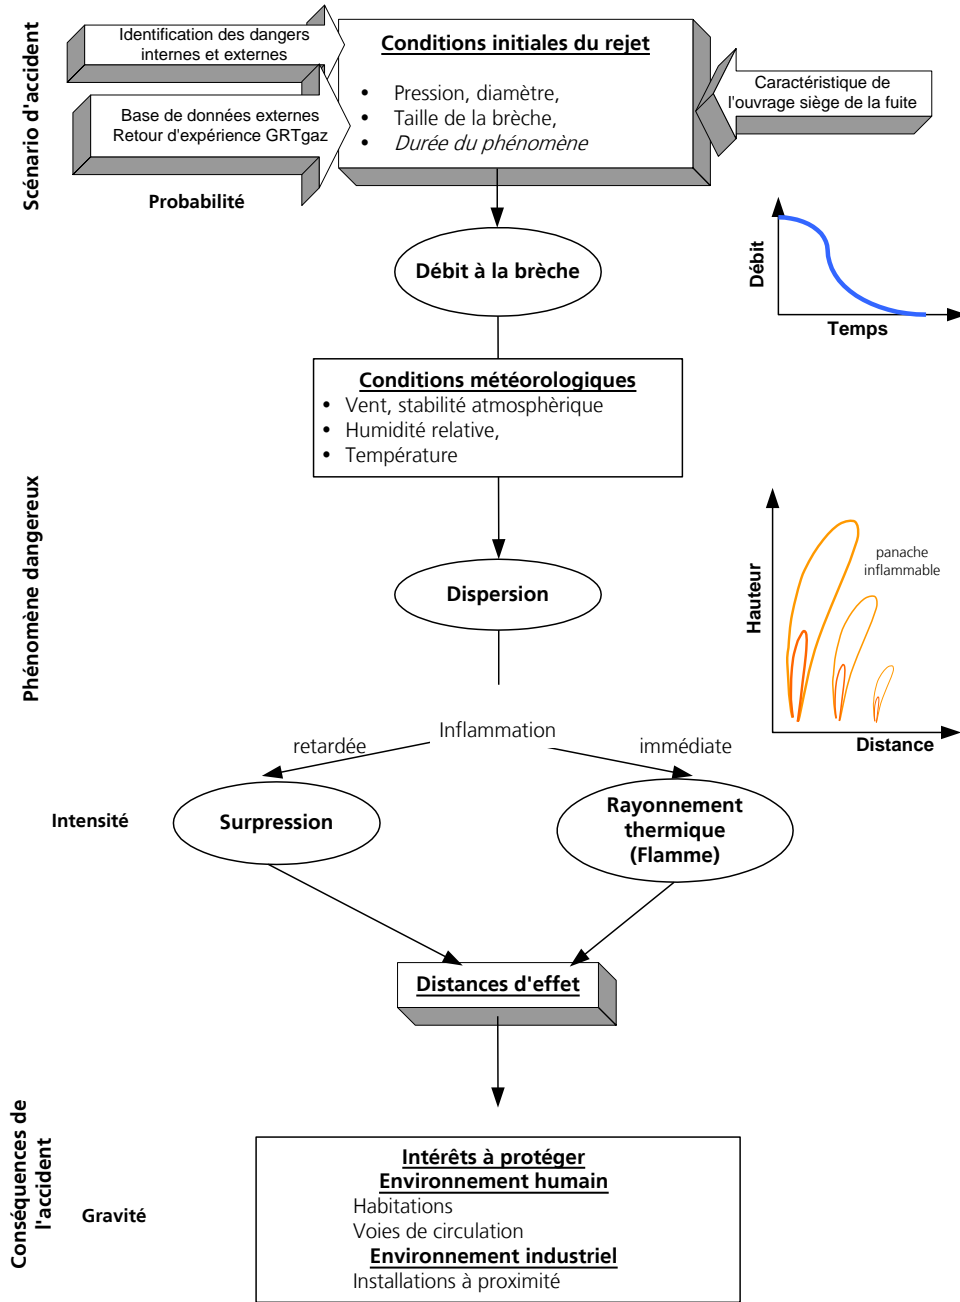 Scénario d'accident
Identification des dangers
internes et externes
Base de données externes
Retour d'expérience GRTgaz
Probabilité
Conditions initiales du rejet
• Pression, diamètre,
• Taille de la brèche,
• Durée du phénomène
Caractéristique de
l'ouvrage siège de la fuite
Débit à la brèche
Débit
Temps
Conditions météorologiques
• Vent, stabilité atmosphèrique
• Humidité relative,
• Température
Phénomène dangereux
Dispersion
Hauteur
panache
inflammable
Distance
Inflammation
retardée
immédiate
Intensité
Surpression
Rayonnement
thermique
(Flamme)
Distances d'effet
Conséquences de
l'accident
Gravité
Intérêts à protéger
Environnement humain
Habitations
Voies de circulation
Environnement industriel
Installations à proximité